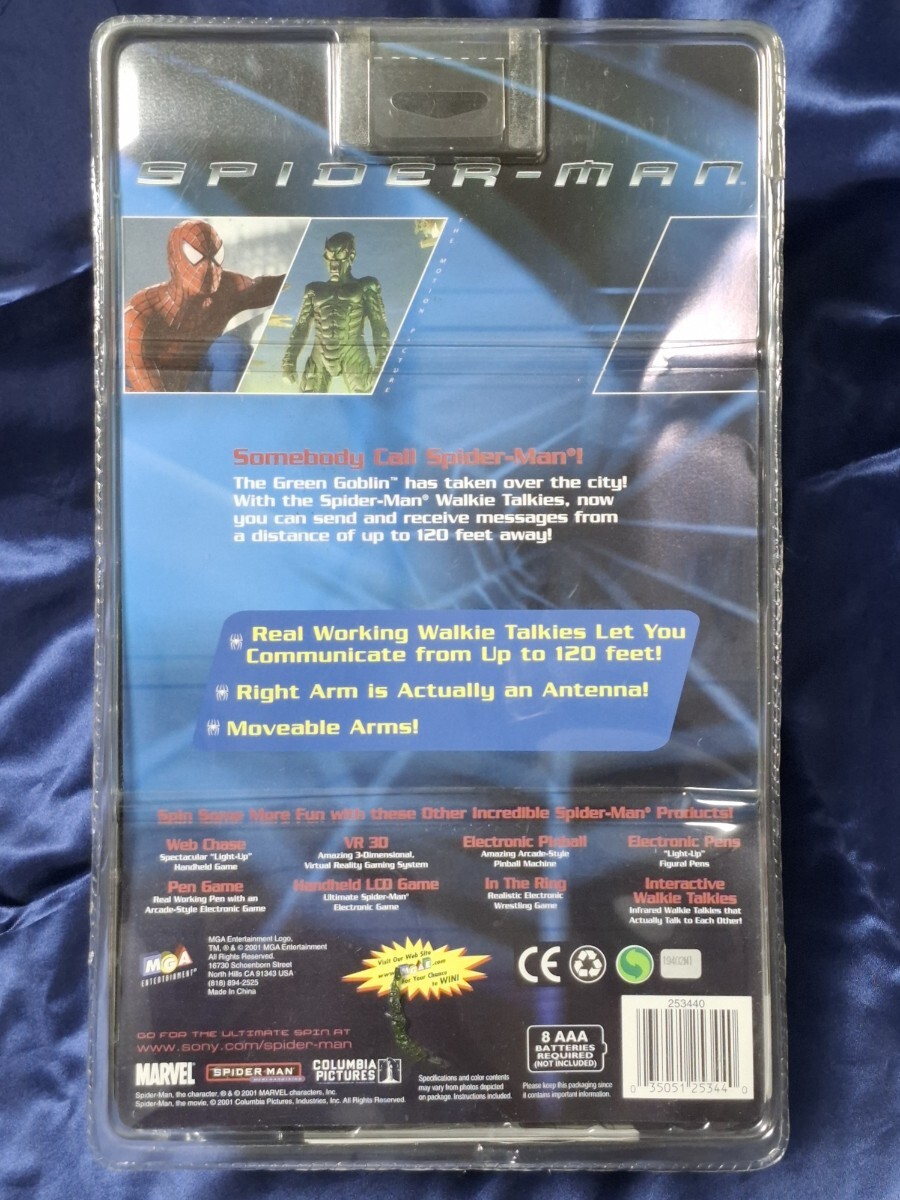 SPIDER-MAN™
THE MOTION PICTURE
Somebody Call Spider-Man®!
The Green Goblin™ has taken over the city!
With the Spider-Man® Walkie Talkies, now
you can send and receive messages from
a distance of up to 120 feet away!
Real Working Walkie Talkies Let You
Communicate from Up to 120 feet!
Right Arm is Actually an Antenna!
Moveable Arms!
Spin Some More Fun with these Other Incredible Spider-Man® Products!
Web Chase
Spectacular "Light-Up"
Handheld Game
VR 3D
Amazing 3-Dimensional,
Virtual Reality Gaming System
Electronic Pinball
Amazing Arcade-Style
Pinball Machine
Electronic Pens
"Light-Up"
Figural Pens
Pen Game
Real Working Pen with an
Arcade-Style Electronic Game
Handheld LCD Game
Ultimate Spider-Man®
Electronic Game
In The Ring
Realistic Electronic
Wrestling Game
Interactive
Walkie Talkies
Infrared Walkie Talkies that
Actually Talk to Each Other!
MGA
ENTERTAINMENT
MGA Entertainment Logo,
TM, ® & © 2001 MGA Entertainment
All Rights Reserved.
16730 Schoenborn Street
North Hills CA 91343 USA
(818) 894-2525
Made in China
Visit Our Web Site
For Your Chance
to WIN!
CE
253440
0 35051 25344 0
8 AAA
BATTERIES
REQUIRED
(NOT INCLUDED)
GO FOR THE ULTIMATE SPIN AT
www.sony.com/spider-man
MARVEL
SPIDER-MAN
COLUMBIA
PICTURES
Specifications and color contents
may vary from photos depicted
on package. Instructions included.
Please keep this packaging since
it contains important information.
Spider-Man, the character, ® & © 2001 MARVEL characters, Inc.
Spider-Man, the movie, © 2001 Columbia Pictures, Industries, Inc. All Rights Reserved.